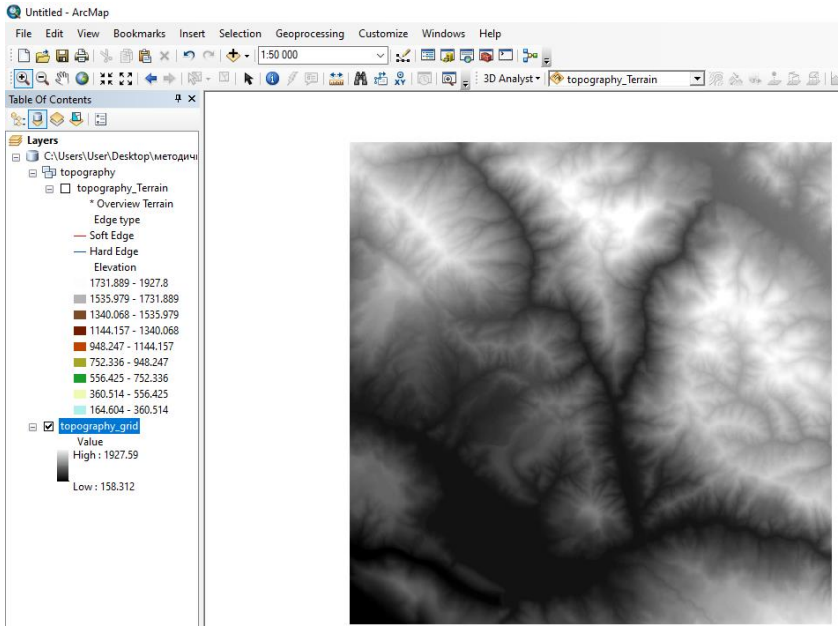 Untitled - ArcMap
File Edit View Bookmarks Insert Selection Geoprocessing Customize Windows Help
1:50 000
3D Analyst topography_Terrain
Table Of Contents
Layers
C:\Users\User\Desktop\методичн
topography
topography_Terrain
* Overview Terrain
Edge type
Soft Edge
Hard Edge
Elevation
1731.889 - 1927.8
1535.979 - 1731.889
1340.068 - 1535.979
1144.157 - 1340.068
948.247 - 1144.157
752.336 - 948.247
556.425 - 752.336
360.514 - 556.425
164.604 - 360.514
topography_grid
Value
High : 1927.59
Low : 158.312